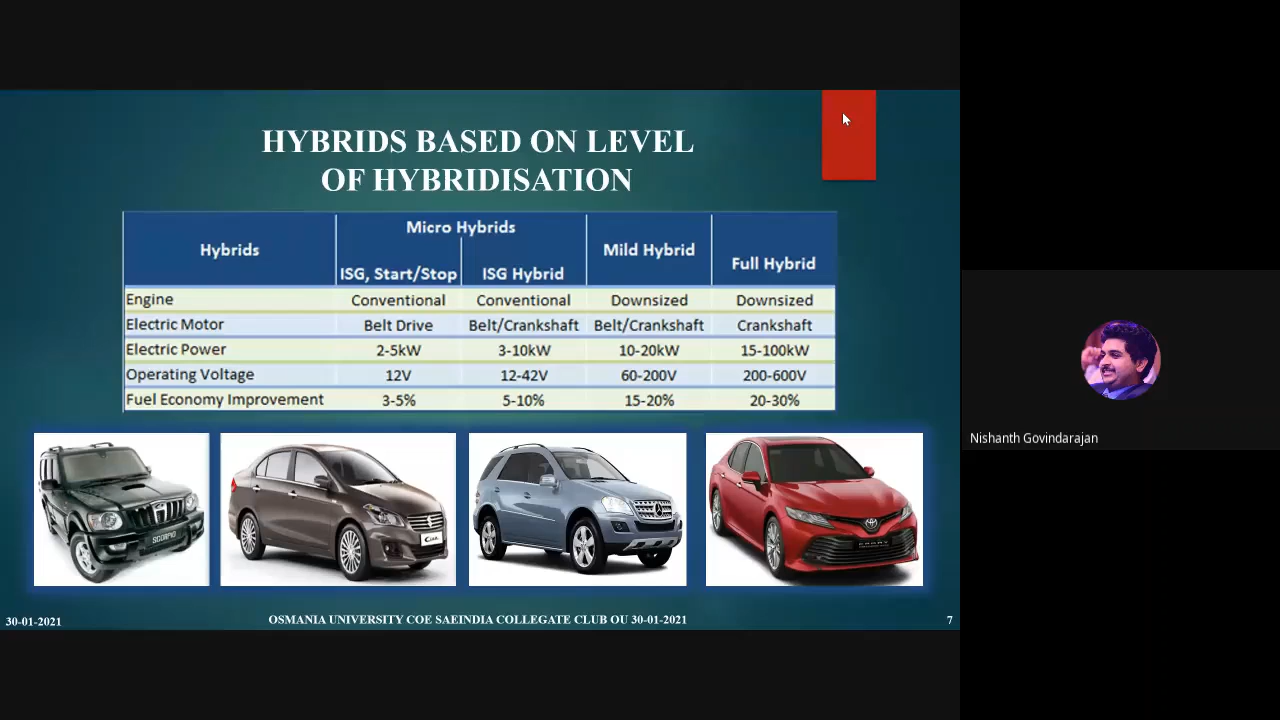 HYBRIDS BASED ON LEVEL
OF HYBRIDISATION
Hybrids Micro Hybrids Mild Hybrid Full Hybrid
ISG, Start/Stop ISG Hybrid
Engine Conventional Conventional Downsized Downsized
Electric Motor Belt Drive Belt/Crankshaft Belt/Crankshaft Crankshaft
Electric Power 2-5kW 3-10kW 10-20kW 15-100kW
Operating Voltage 12V 12-42V 60-200V 200-600V
Fuel Economy Improvement 3-5% 5-10% 15-20% 20-30%
SCORPIO
Ciaz
30-01-2021
OSMANIA UNIVERSITY COE SAEINDIA COLLEGATE CLUB OU 30-01-2021
7
Nishanth Govindarajan